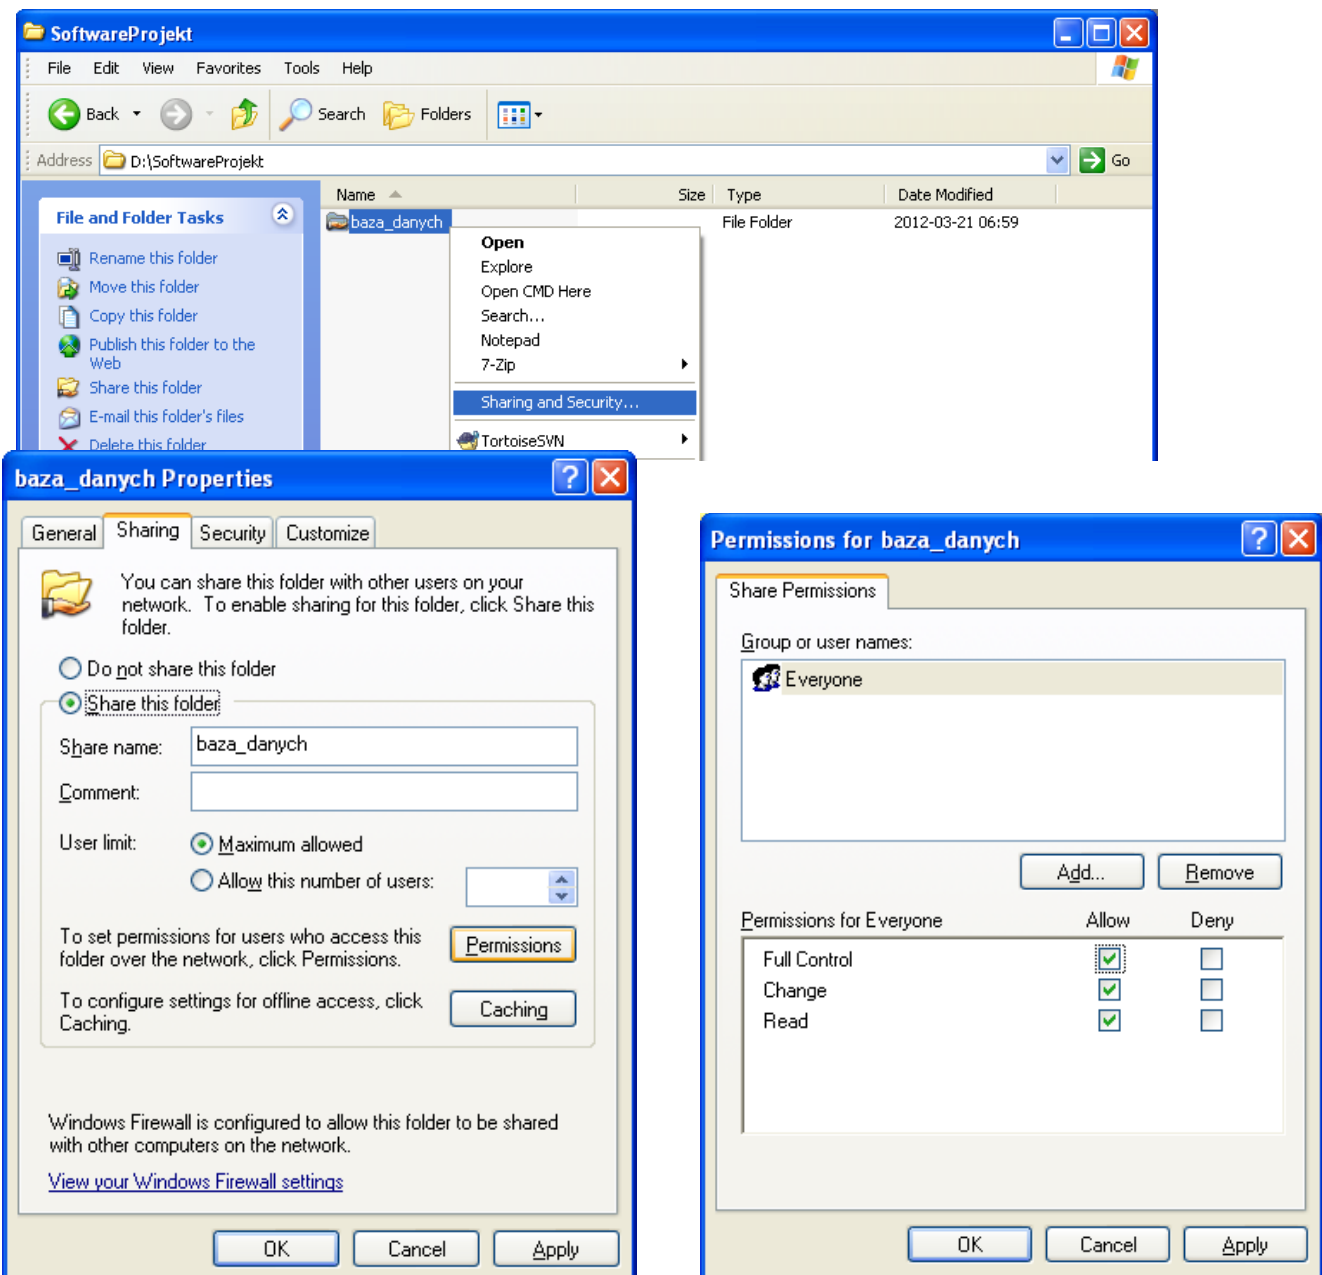 SoftwareProjekt
File Edit View Favorites Tools Help
Back Search Folders
Address D:\SoftwareProjekt Go
Name Size Type Date Modified
File and Folder Tasks
baza_danych File Folder 2012-03-21 06:59
Rename this folder
Move this folder
Copy this folder
Publish this folder to the
Web
Share this folder
E-mail this folder's files
Delete this folder
Open
Explore
Open CMD Here
Search...
Notepad
7-Zip
Sharing and Security...
TortoiseSVN
baza_danych Properties
General Sharing Security Customize
You can share this folder with other users on your
network. To enable sharing for this folder, click Share this
folder.
Do not share this folder
Share this folder
Share name: baza_danych
Comment:
User limit: Maximum allowed
Allow this number of users:
To set permissions for users who access this
folder over the network, click Permissions.
Permissions
To configure settings for offline access, click
Caching.
Caching
Windows Firewall is configured to allow this folder to be shared
with other computers on the network.
View your Windows Firewall settings
OK Cancel Apply
Permissions for baza_danych
Share Permissions
Group or user names:
Everyone
Add... Remove
Permissions for Everyone Allow Deny
Full Control
Change
Read
OK Cancel Apply